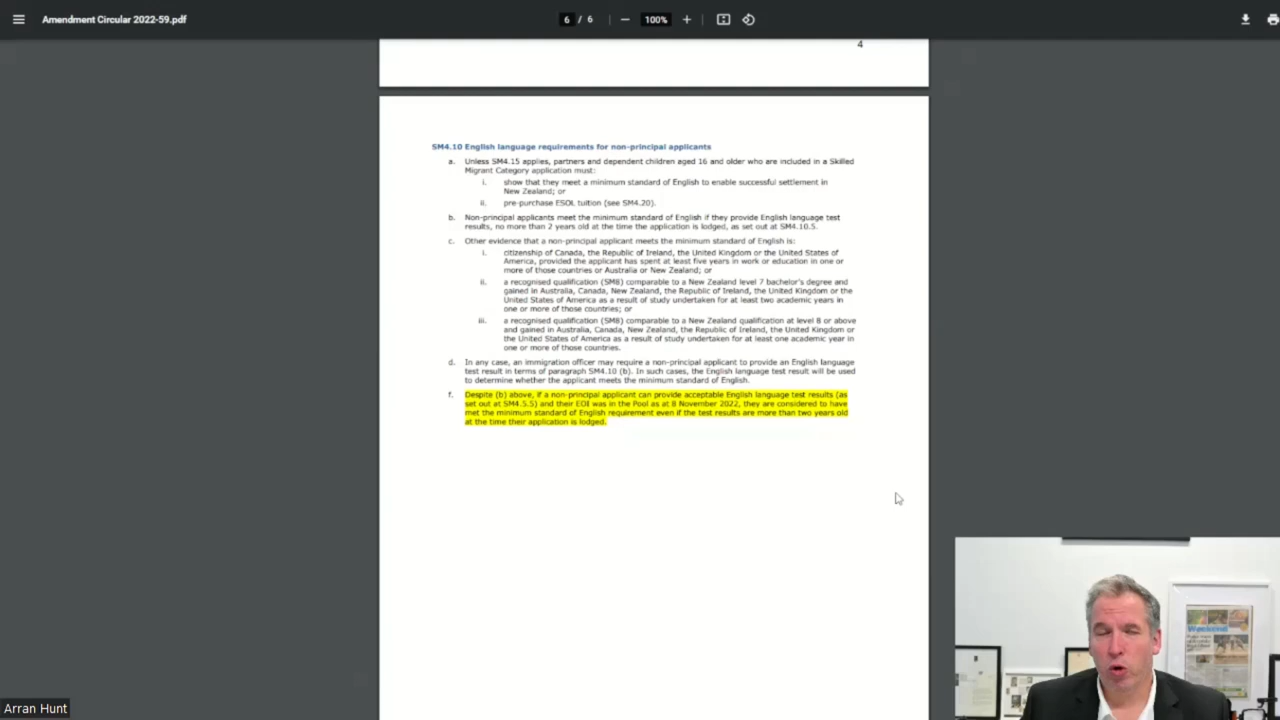 Amendment Circular 2022-59.pdf
6 / 6
100%
4
SM4.10 English language requirements for non-principal applicants
a. Unless SM4.15 applies, partners and dependent children aged 16 and older who are included in a Skilled
Migrant Category application must:
i. show that they meet a minimum standard of English to enable successful settlement in
New Zealand; or
ii. pre-purchase ESOL tuition (see SM4.20).
b. Non-principal applicants meet the minimum standard of English if they provide English language test
results, no more than 2 years old at the time the application is lodged, as set out at SM4.10.5.
c. Other evidence that a non-principal applicant meets the minimum standard of English is:
i. citizenship of Canada, the Republic of Ireland, the United Kingdom or the United States of
America, provided the applicant has spent at least five years in work or education in one or
more of those countries or Australia or New Zealand; or
ii. a recognised qualification (SM8) comparable to a New Zealand level 7 bachelor's degree and
gained in Australia, Canada, New Zealand, the Republic of Ireland, the United Kingdom or the
United States of America as a result of study undertaken for at least two academic years in
one or more of those countries; or
iii. a recognised qualification (SM8) comparable to a New Zealand qualification at level 8 or above
and gained in Australia, Canada, New Zealand, the Republic of Ireland, the United Kingdom or
the United States of America as a result of study undertaken for at least one academic year in
one or more of those countries.
d. In any case, an immigration officer may require a non-principal applicant to provide an English language
test result in terms of paragraph SM4.10 (b). In such cases, the English language test result will be used
to determine whether the applicant meets the minimum standard of English.
f. Despite (b) above, if a non-principal applicant can provide acceptable English language test results (as
set out at SM4.5.5) and their EOI was in the Pool as at 8 November 2022, they are considered to have
met the minimum standard of English requirement even if the test results are more than two years old
at the time their application is lodged.
Arran Hunt